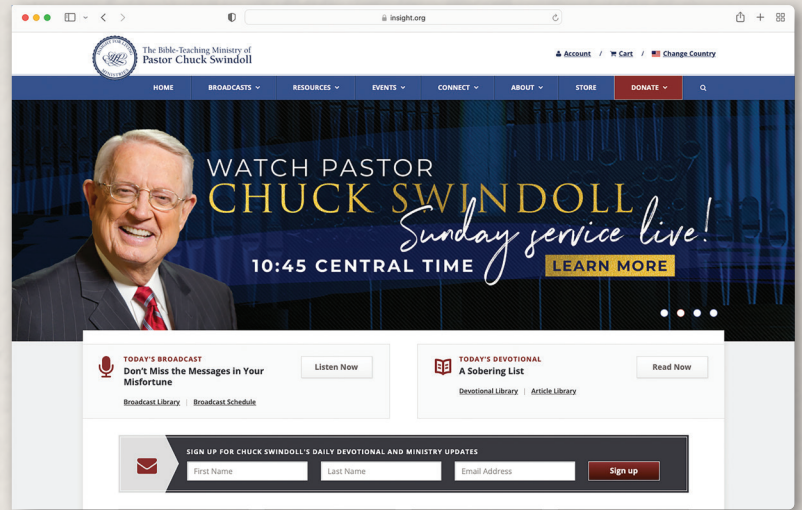 insight.org
INSIGHT FOR LIVING
MINISTRIES
The Bible-Teaching Ministry of
Pastor Chuck Swindoll
Account / Cart / Change Country
HOME BROADCASTS RESOURCES EVENTS CONNECT ABOUT STORE DONATE
WATCH PASTOR
CHUCK SWINDOLL
Sunday service live!
10:45 CENTRAL TIME
LEARN MORE
TODAY'S BROADCAST
Don't Miss the Messages in Your
Misfortune
Listen Now
Broadcast Library | Broadcast Schedule
TODAY'S DEVOTIONAL
A Sobering List
Read Now
Devotional Library | Article Library
SIGN UP FOR CHUCK SWINDOLL'S DAILY DEVOTIONAL AND MINISTRY UPDATES
First Name Last Name Email Address Sign up